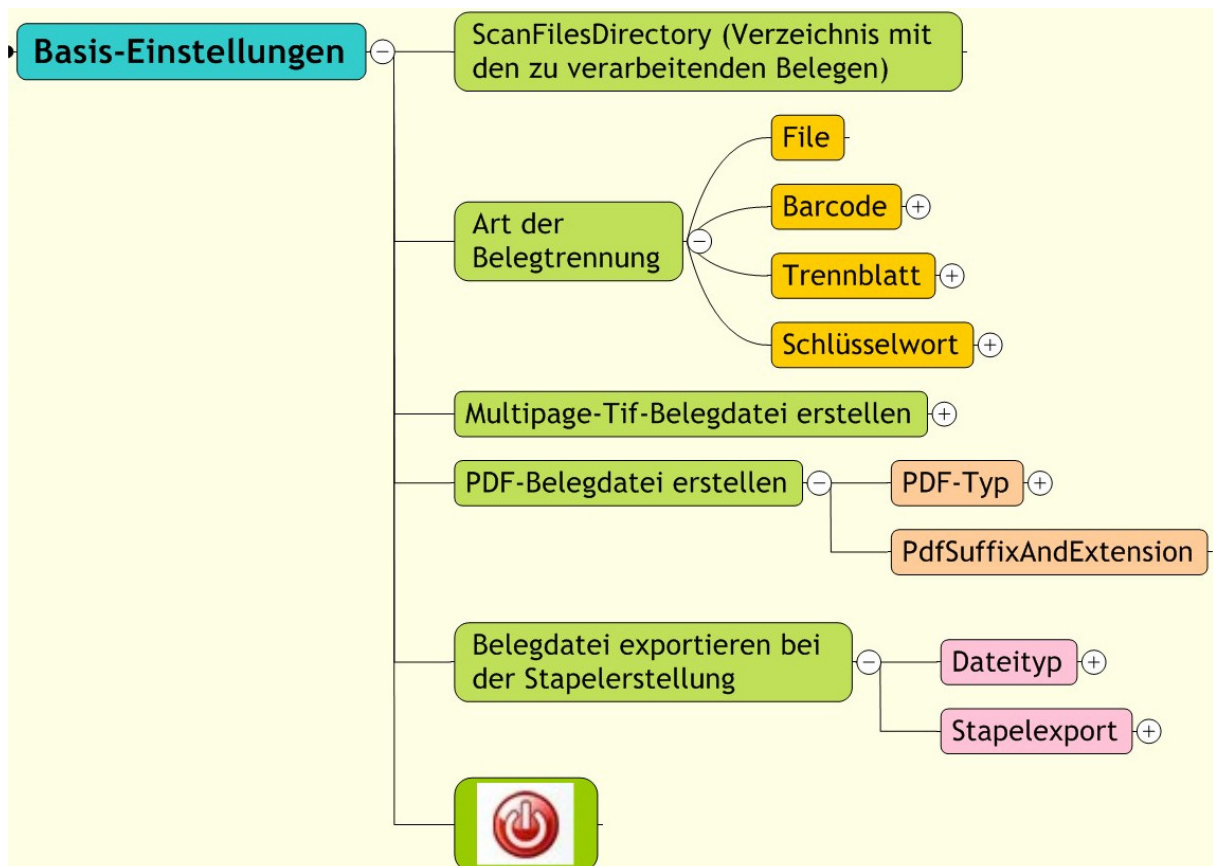 Basis-Einstellungen
ScanFilesDirectory (Verzeichnis mit
den zu verarbeitenden Belegen)
Art der
Belegtrennung
File
Barcode
Trennblatt
Schlüsselwort
Multipage-Tif-Belegdatei erstellen
PDF-Belegdatei erstellen
PDF-Typ
PdfSuffixAndExtension
Belegdatei exportieren bei
der Stapelerstellung
Dateityp
Stapelexport